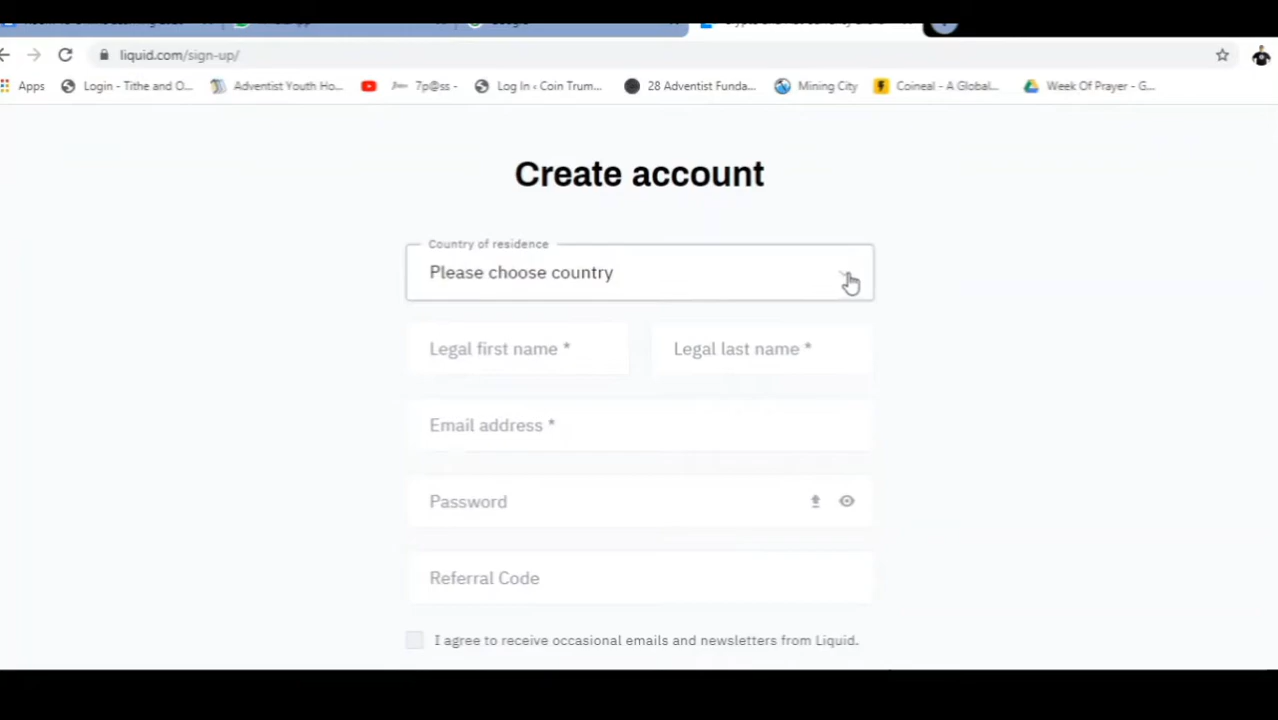 liquid.com/sign-up/
Apps Login - Tithe and O... Adventist Youth Ho... 7p@ss - Log In ‹ Coin Trum... 28 Adventist Funda... Mining City Coineal - A Global... Week Of Prayer - G...
Create account
Country of residence
Please choose country
Legal first name * Legal last name *
Email address *
Password
Referral Code
I agree to receive occasional emails and newsletters from Liquid.